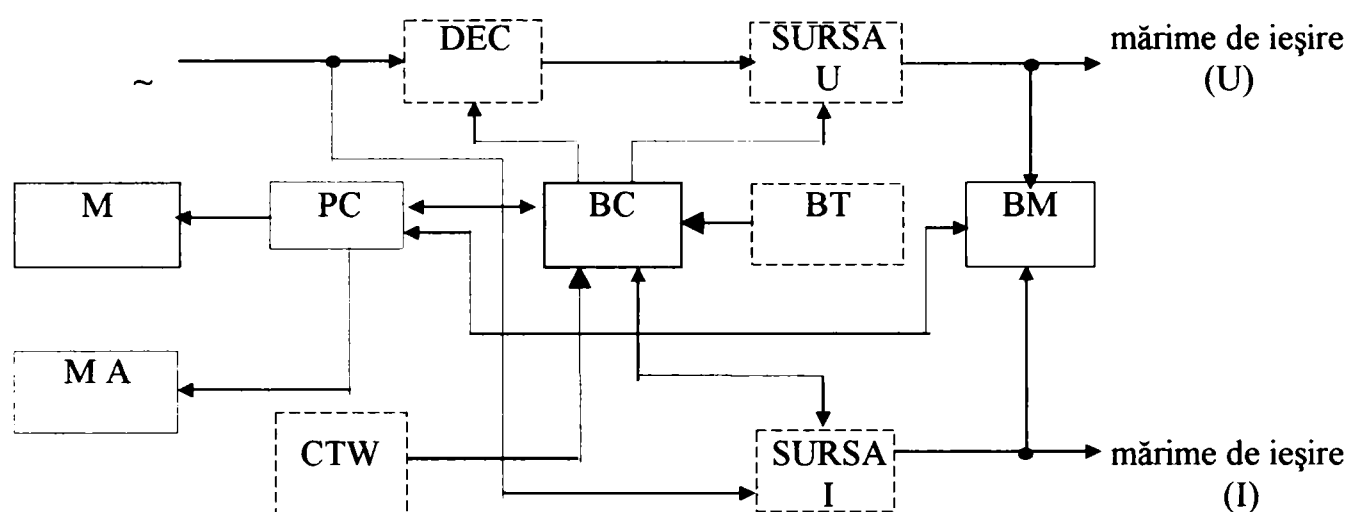 DEC
SURSA
U
mărime de ieşire
(U)
~
M
PC
BC
BT
BM
M A
CTW
SURSA
I
mărime de ieşire
(I)